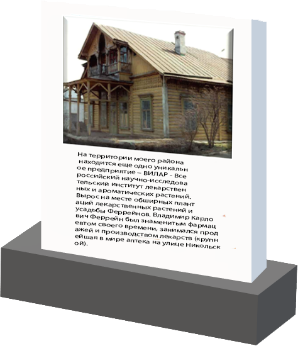 На территории моего района
находится еще одно уникальн
ое предприятие – ВИЛАР - Все
российский научно-исследова
тельский Институт лекарствен
ных и ароматических растений.
Вырос на месте обширных плант
аций лекарственных растений и
усадьбы Феррейнов. Владимир Карло
вич Феррейн был знаменитым фармац
евтом своего времени, занимался прод
ажей и производством лекарств (крупн
ейшая в мире аптека на улице Никольск
ой).